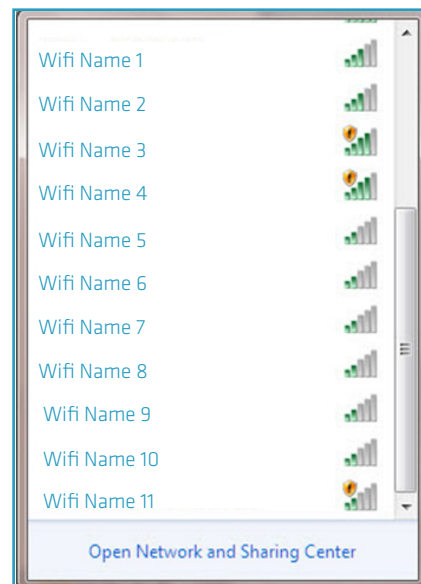 Wifi Name 1
Wifi Name 2
Wifi Name 3
Wifi Name 4
Wifi Name 5
Wifi Name 6
Wifi Name 7
Wifi Name 8
Wifi Name 9
Wifi Name 10
Wifi Name 11
Open Network and Sharing Center